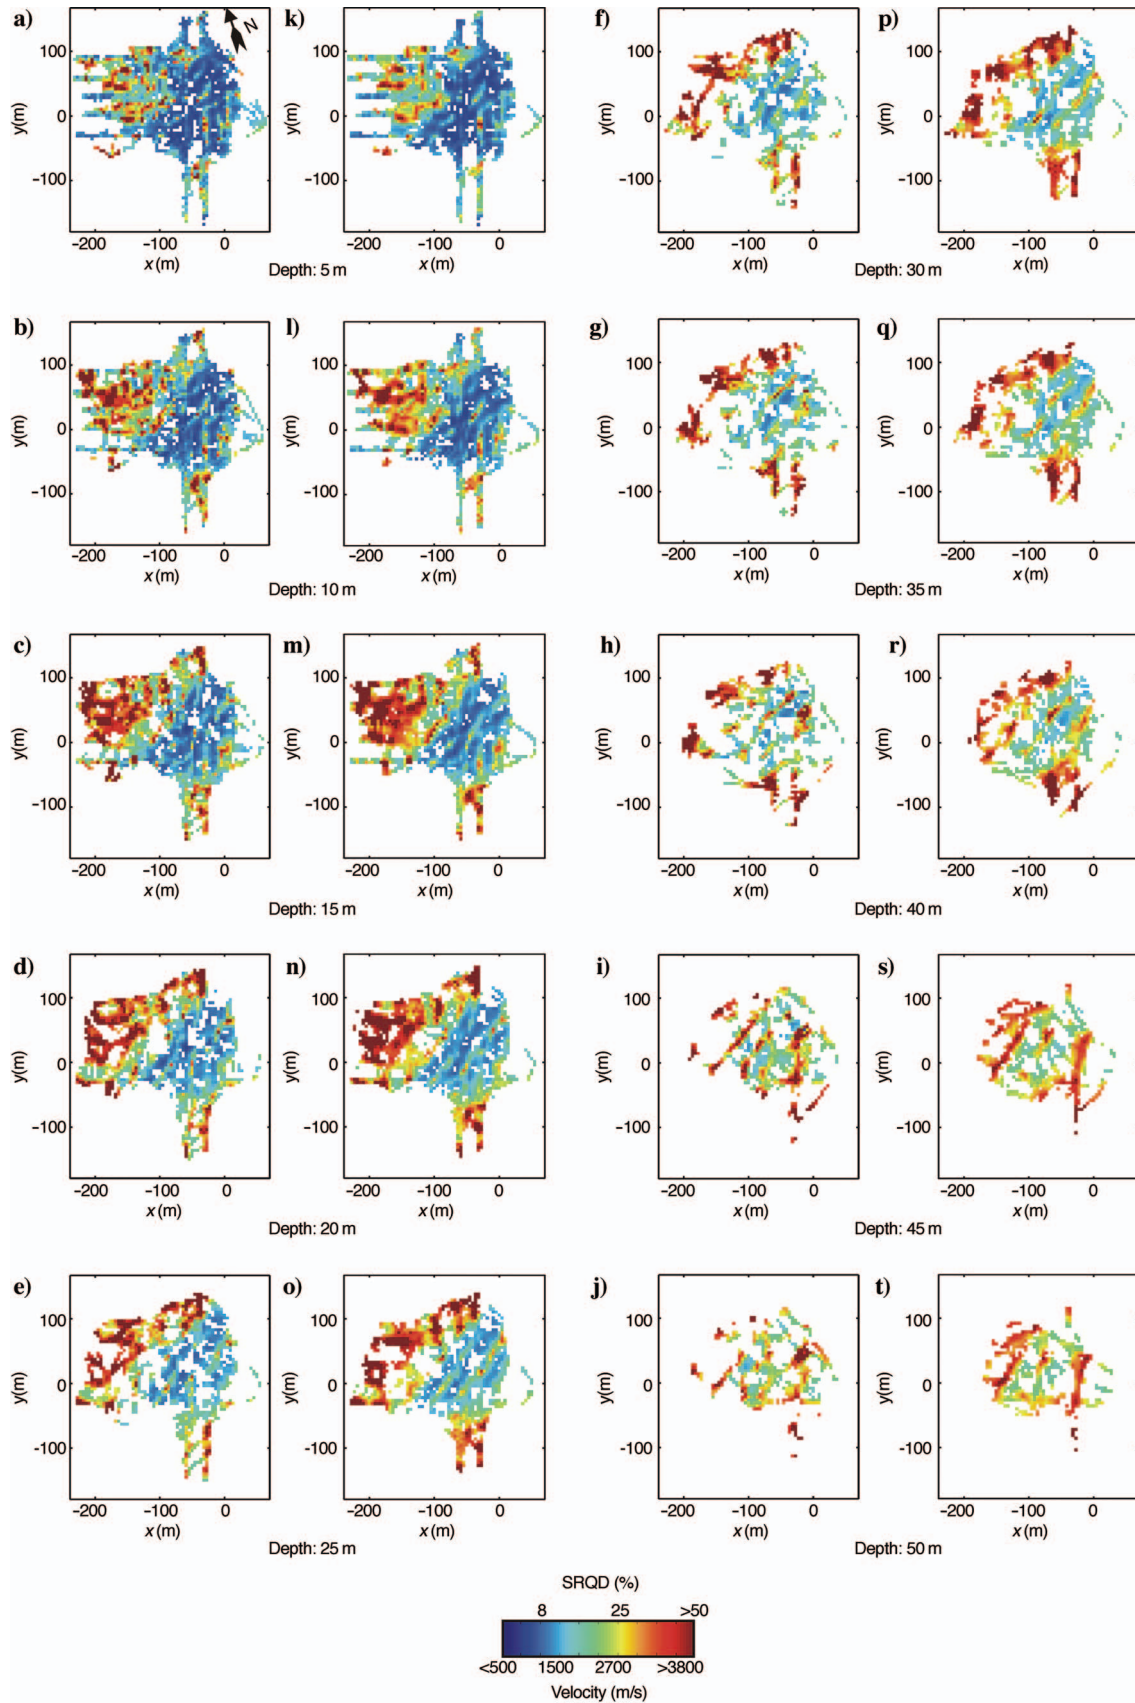 a) k) f) p)
N
100 100 100 100
y(m) y(m) y(m) y(m)
0 0 0 0
−100 −100 −100 −100
−200 −100 0 −200 −100 0 −200 −100 0 −200 −100 0
x (m) x (m) x (m) x (m)
Depth: 5 m Depth: 30 m
b) l) g) q)
100 100 100 100
y(m) y(m) y(m) y(m)
0 0 0 0
−100 −100 −100 −100
−200 −100 0 −200 −100 0 −200 −100 0 −200 −100 0
x (m) x (m) x (m) x (m)
Depth: 10 m Depth: 35 m
c) m) h) r)
100 100 100 100
y(m) y(m) y(m) y(m)
0 0 0 0
−100 −100 −100 −100
−200 −100 0 −200 −100 0 −200 −100 0 −200 −100 0
x (m) x (m) x (m) x (m)
Depth: 15 m Depth: 40 m
d) n) i) s)
100 100 100 100
y(m) y(m) y(m) y(m)
0 0 0 0
−100 −100 −100 −100
−200 −100 0 −200 −100 0 −200 −100 0 −200 −100 0
x (m) x (m) x (m) x (m)
Depth: 20 m Depth: 45 m
e) o) j) t)
100 100 100 100
y(m) y(m) y(m) y(m)
0 0 0 0
−100 −100 −100 −100
−200 −100 0 −200 −100 0 −200 −100 0 −200 −100 0
x (m) x (m) x (m) x (m)
Depth: 25 m Depth: 50 m
SRQD (%)
8 25 >50
<500 1500 2700 >3800
Velocity (m/s)